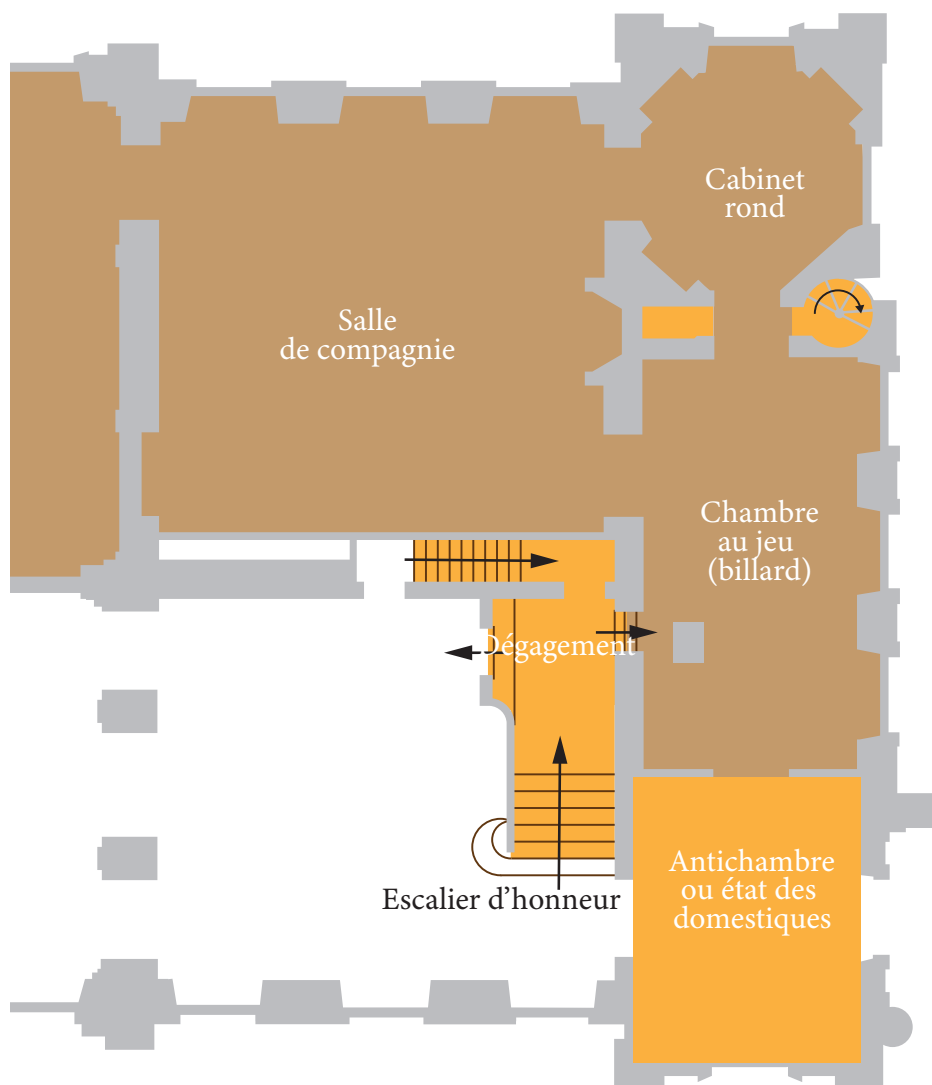 Cabinet
rond
Salle
de compagnie
Chambre
au jeu
(billard)
Dégagement
Antichambre
ou état des
domestiques
Escalier d'honneur